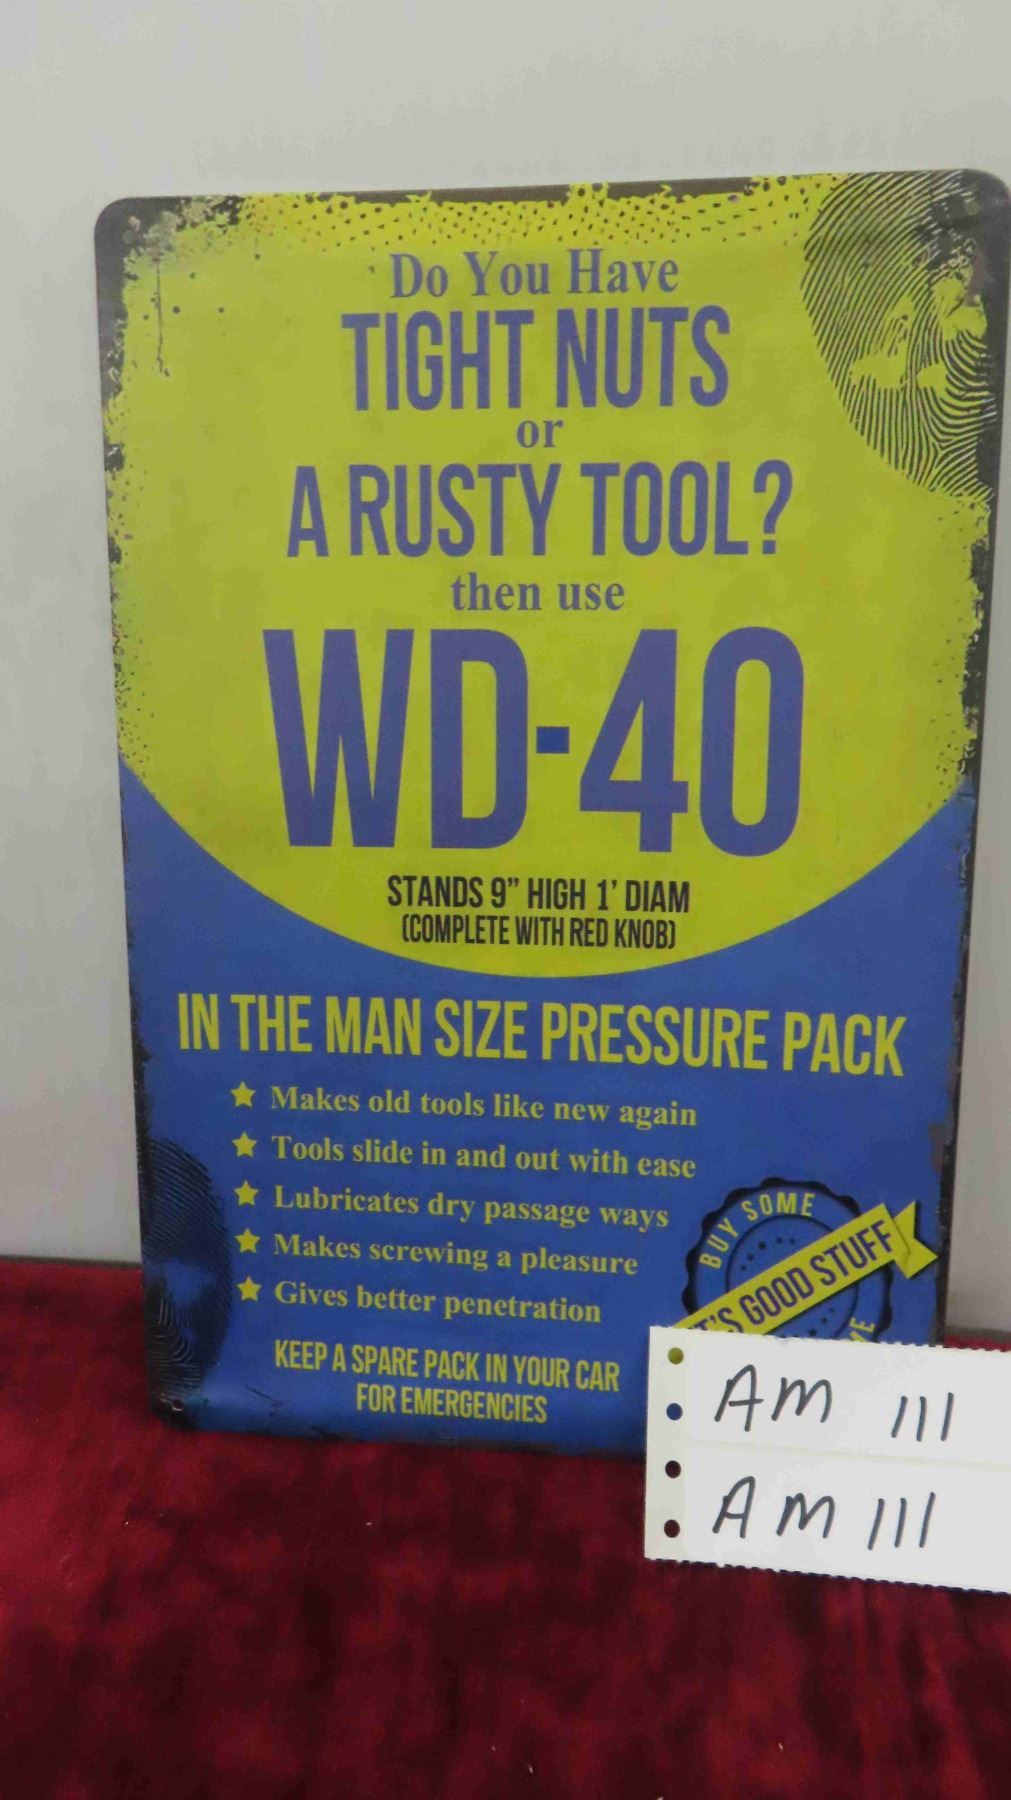 Do You Have
TIGHT NUTS
or
A RUSTY TOOL?
then use
WD-40
STANDS 9" HIGH 1' DIAM
(COMPLETE WITH RED KNOB)
IN THE MAN SIZE PRESSURE PACK
Makes old tools like new again
Tools slide in and out with ease
Lubricates dry passage ways
Makes screwing a pleasure
Gives better penetration
KEEP A SPARE PACK IN YOUR CAR
FOR EMERGENCIES
BUY SOME
GOOD STUFF
AM 111
AM 111